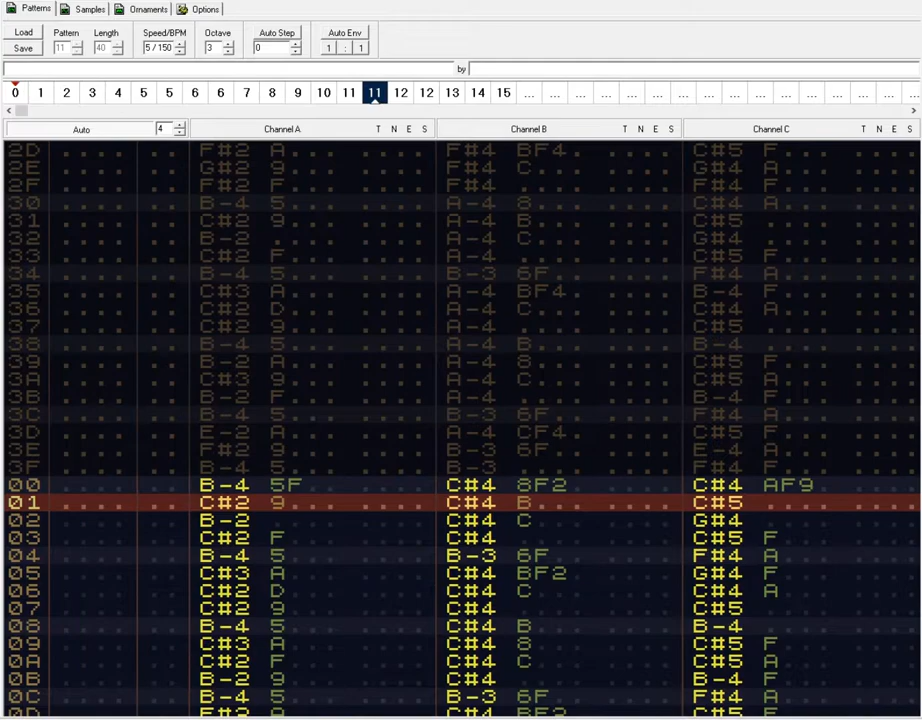 Patterns Samples Ornaments Options
Load Pattern Length Speed/BPM Octave Auto Step Auto Env
Save 11 40 5/150 3 0 1 : 1
by
0 1 2 3 4 5 5 6 6 7 8 9 10 11 11 12 12 13 14 15 ... ... ... ... ... ... ... ...
Auto 4 Channel A T N E S Channel B T N E S Channel C T N E S
2D .... .. F#2 A... .... F#4 BF4. .... C#5 F... ....
2E .... .. G#2 9... .... F#4 C... .... G#4 A... ....
2F .... .. F#2 F... .... F#4 .... .... F#4 F... ....
30 .... .. B-4 5... .... A-4 8... .... C#4 A... ....
31 .... .. C#2 9... .... A-4 B... .... C#5 .... ....
32 .... .. B-2 .... .... A-4 C... .... G#4 .... ....
33 .... .. C#2 F... .... A-4 .... .... C#5 F... ....
34 .... .. B-4 5... .... B-3 6F.. .... F#4 A... ....
35 .... .. C#3 A... .... A-4 BF4. .... B-4 F... ....
36 .... .. C#2 D... .... A-4 C... .... C#4 A... ....
37 .... .. C#2 9... .... A-4 .... .... C#5 .... ....
38 .... .. B-4 5... .... A-4 B... .... B-4 .... ....
39 .... .. B-2 A... .... A-4 8... .... C#5 F... ....
3A .... .. C#3 9... .... A-4 C... .... C#5 A... ....
3B .... .. B-2 F... .... A-4 .... .... B-4 F... ....
3C .... .. B-4 5... .... B-3 6F.. .... F#4 A... ....
3D .... .. E-2 A... .... A-4 CF4. .... C#5 F... ....
3E .... .. F#2 9... .... B-3 6F.. .... E-4 A... ....
3F .... .. B-4 5... .... B-3 .... .... F#4 F... ....
00 .... .. B-4 5F.. .... C#4 8F2. .... C#4 AF9. ....
01 .... .. C#2 9... .... C#4 B... .... C#5 .... ....
02 .... .. B-2 .... .... C#4 C... .... G#4 .... ....
03 .... .. C#2 F... .... C#4 .... .... C#5 F... ....
04 .... .. B-4 5... .... B-3 6F.. .... F#4 A... ....
05 .... .. C#3 A... .... C#4 BF2. .... G#4 F... ....
06 .... .. C#2 D... .... C#4 C... .... C#4 A... ....
07 .... .. C#2 9... .... C#4 .... .... C#5 .... ....
08 .... .. B-4 5... .... C#4 B... .... B-4 .... ....
09 .... .. C#3 A... .... C#4 8... .... C#5 F... ....
0A .... .. C#2 F... .... C#4 C... .... C#5 A... ....
0B .... .. B-2 9... .... C#4 .... .... B-4 F... ....
0C .... .. B-4 5... .... B-3 6F.. .... F#4 A... ....